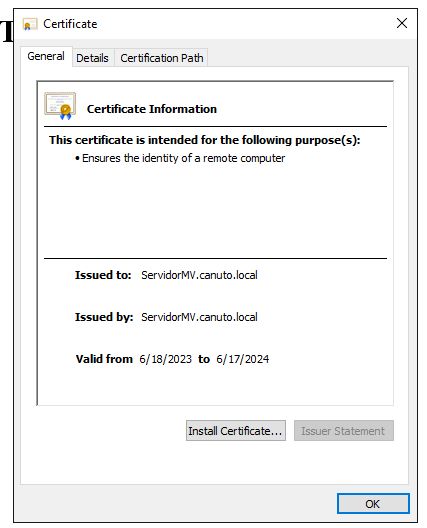 T
Certificate
General Details Certification Path
Certificate Information
This certificate is intended for the following purpose(s):
• Ensures the identity of a remote computer
Issued to: ServidorMV.canuto.local
Issued by: ServidorMV.canuto.local
Valid from 6/18/2023 to 6/17/2024
Install Certificate... Issuer Statement
OK